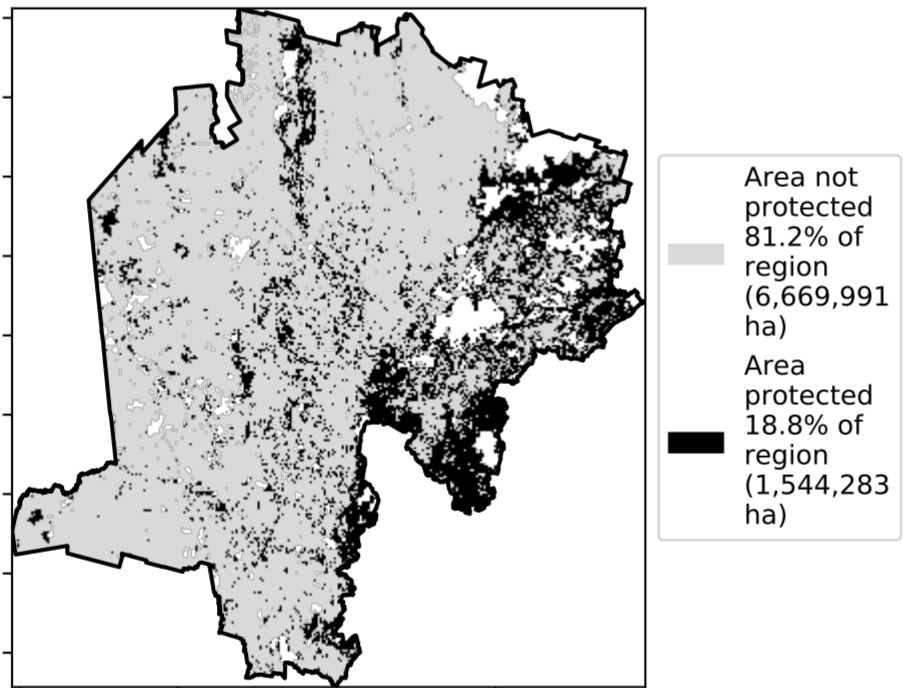 Area not
protected
81.2% of
region
(6,669,991
ha)
Area
protected
18.8% of
region
(1,544,283
ha)